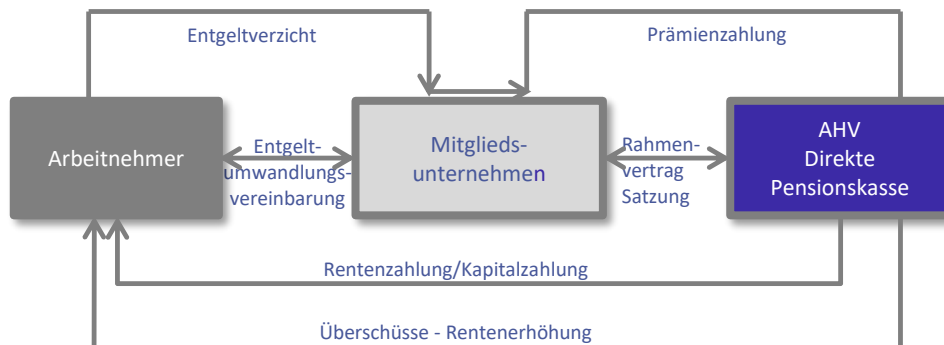 Entgeltverzicht
Prämienzahlung
Arbeitnehmer
Entgelt-
umwandlungs-
vereinbarung
Mitglieds-
unternehmen
Rahmen-
vertrag
Satzung
AHV
Direkte
Pensionskasse
Rentenzahlung/Kapitalzahlung
Überschüsse - Rentenerhöhung